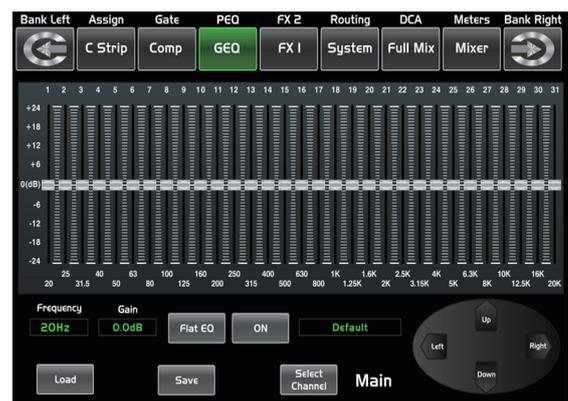 Bank Left Assign Gate PEQ FX 2 Routing DCA Meters Bank Right
C Strip Comp GEQ FX 1 System Full Mix Mixer
1 2 3 4 5 6 7 8 9 10 11 12 13 14 15 16 17 18 19 20 21 22 23 24 25 26 27 28 29 30 31
+24
+18
+12
+6
0(dB)
-6
-12
-18
-24
25 40 63 100 160 250 400 630 1K 1.6K 2.5K 4K 6.3K 10K 16K
20 31.5 50 80 125 200 315 500 800 1.25K 2K 3.15K 5K 8K 12.5K 20K
Frequency Gain
20Hz 0.0dB Flat EQ ON Default
Up
Left Right
Down
Load Save Select Channel Main